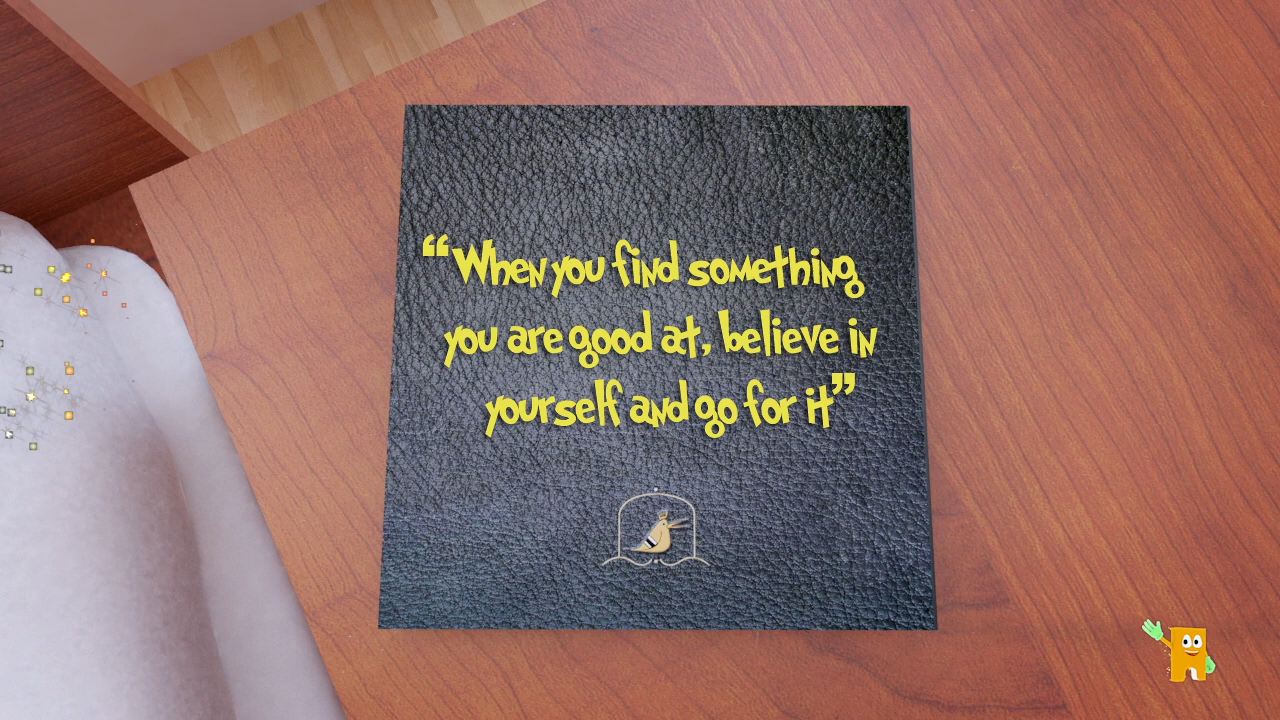 “When you find something
you are good at, believe in
yourself and go for it”